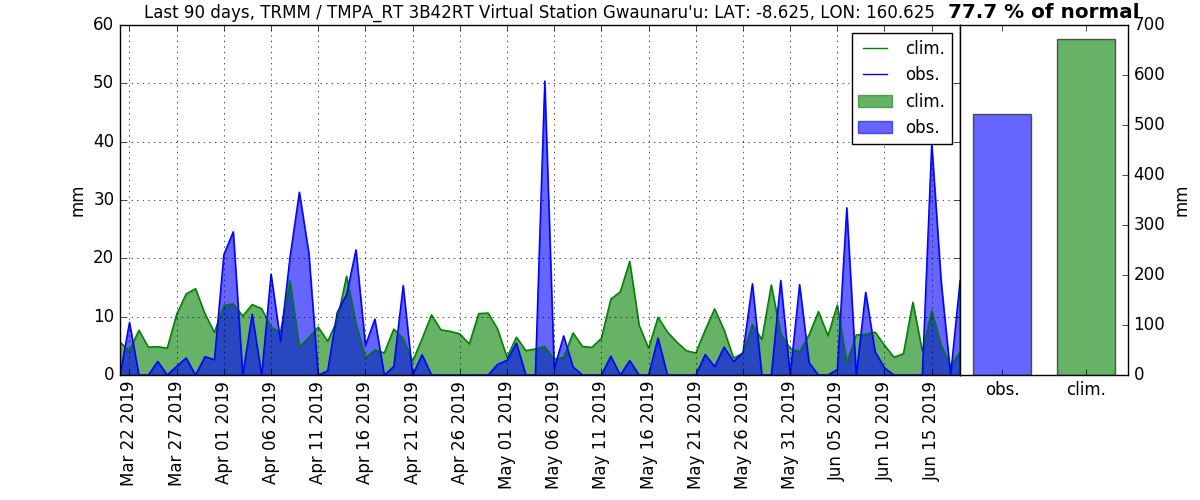 Last 90 days, TRMM / TMPA_RT 3B42RT Virtual Station Gwaunaru'u: LAT: -8.625, LON: 160.625
77.7 % of normal
60
50
40
30
20
10
0
mm
clim.
obs.
clim.
obs.
700
600
500
400
300
200
100
0
mm
obs.
clim.
Mar 22 2019
Mar 27 2019
Apr 01 2019
Apr 06 2019
Apr 11 2019
Apr 16 2019
Apr 21 2019
Apr 26 2019
May 01 2019
May 06 2019
May 11 2019
May 16 2019
May 21 2019
May 26 2019
May 31 2019
Jun 05 2019
Jun 10 2019
Jun 15 2019